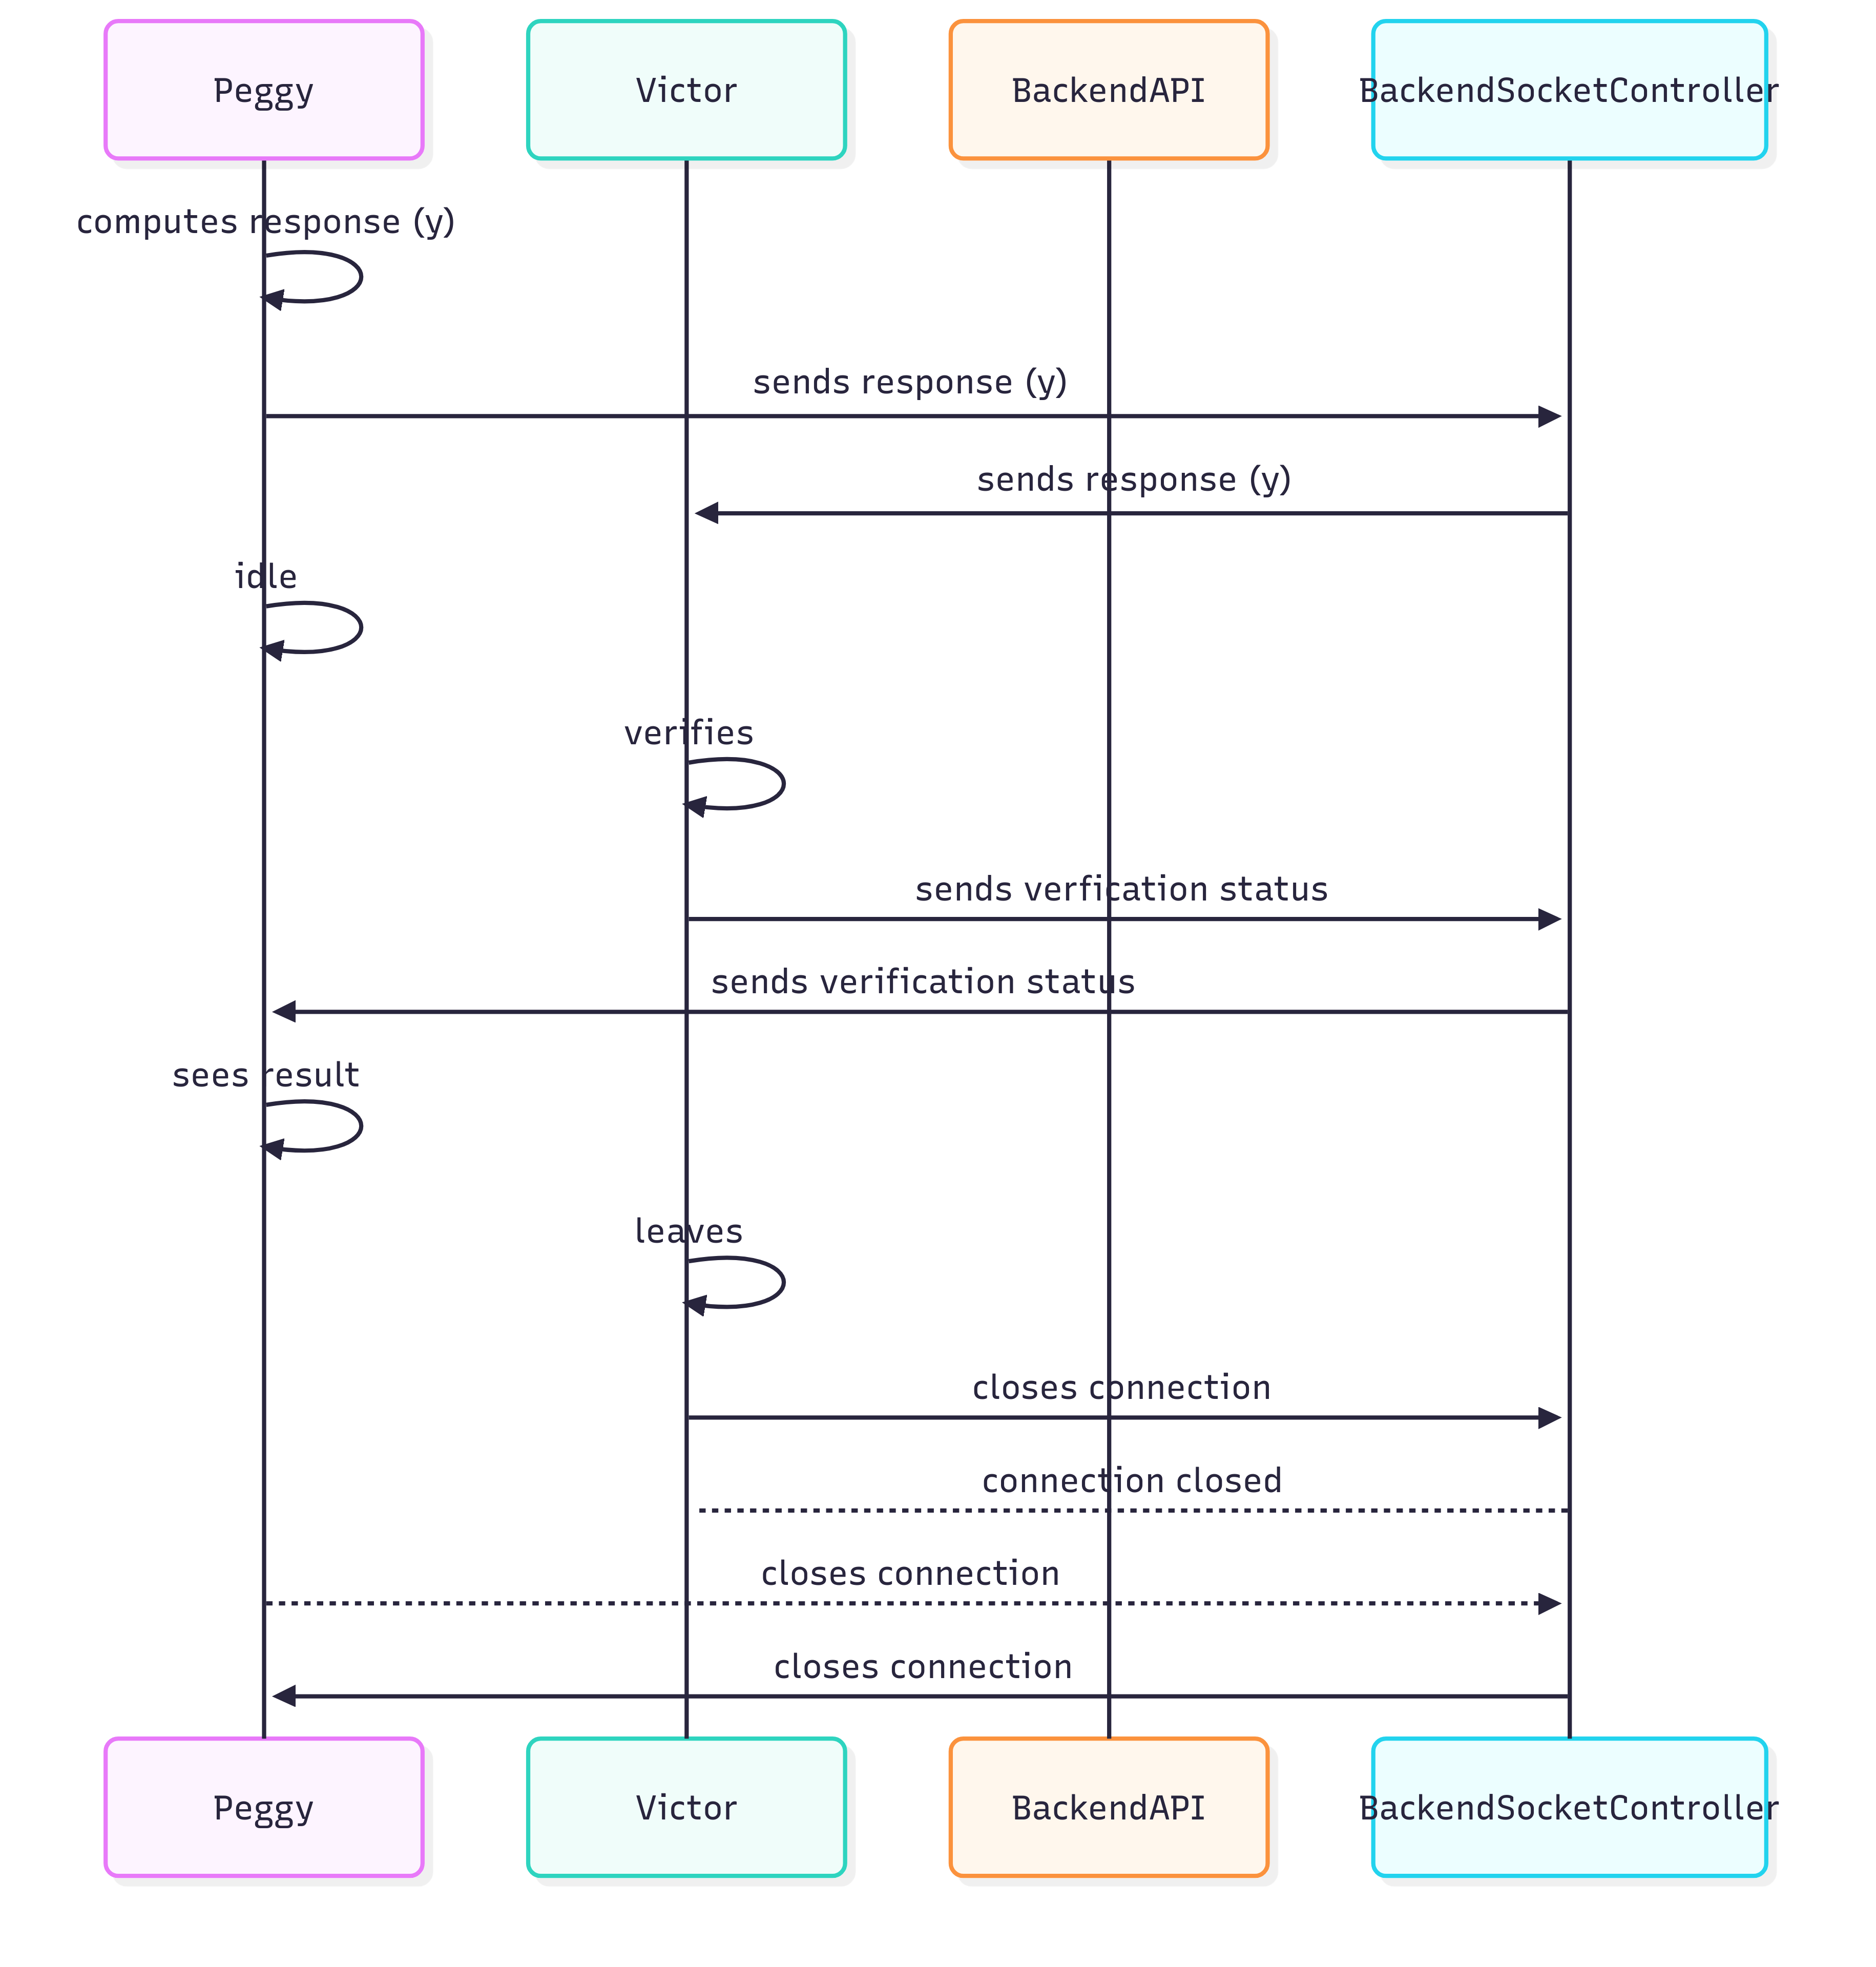 Peggy
Victor
BackendAPI
BackendSocketController
computes response (y)
sends response (y)
sends response (y)
idle
verifies
sends verfication status
sends verification status
sees result
leaves
closes connection
connection closed
closes connection
closes connection
Peggy
Victor
BackendAPI
BackendSocketController